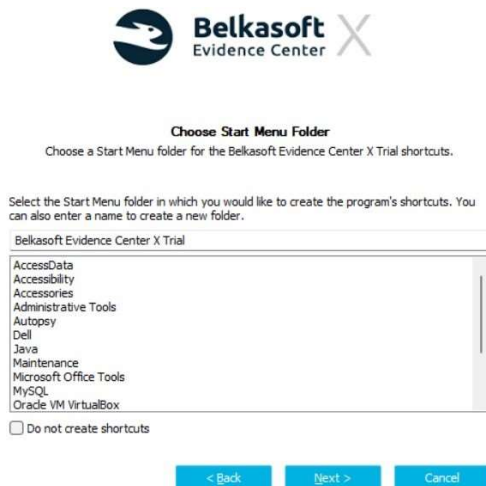 Belkasoft
Evidence Center X
Choose Start Menu Folder
Choose a Start Menu folder for the Belkasoft Evidence Center X Trial shortcuts.
Select the Start Menu folder in which you would like to create the program's shortcuts. You
can also enter a name to create a new folder.
Belkasoft Evidence Center X Trial
AccessData
Accessibility
Accessories
Administrative Tools
Autopsy
Dell
Java
Maintenance
Microsoft Office Tools
MySQL
Oracle VM VirtualBox
Do not create shortcuts
< Back Next > Cancel